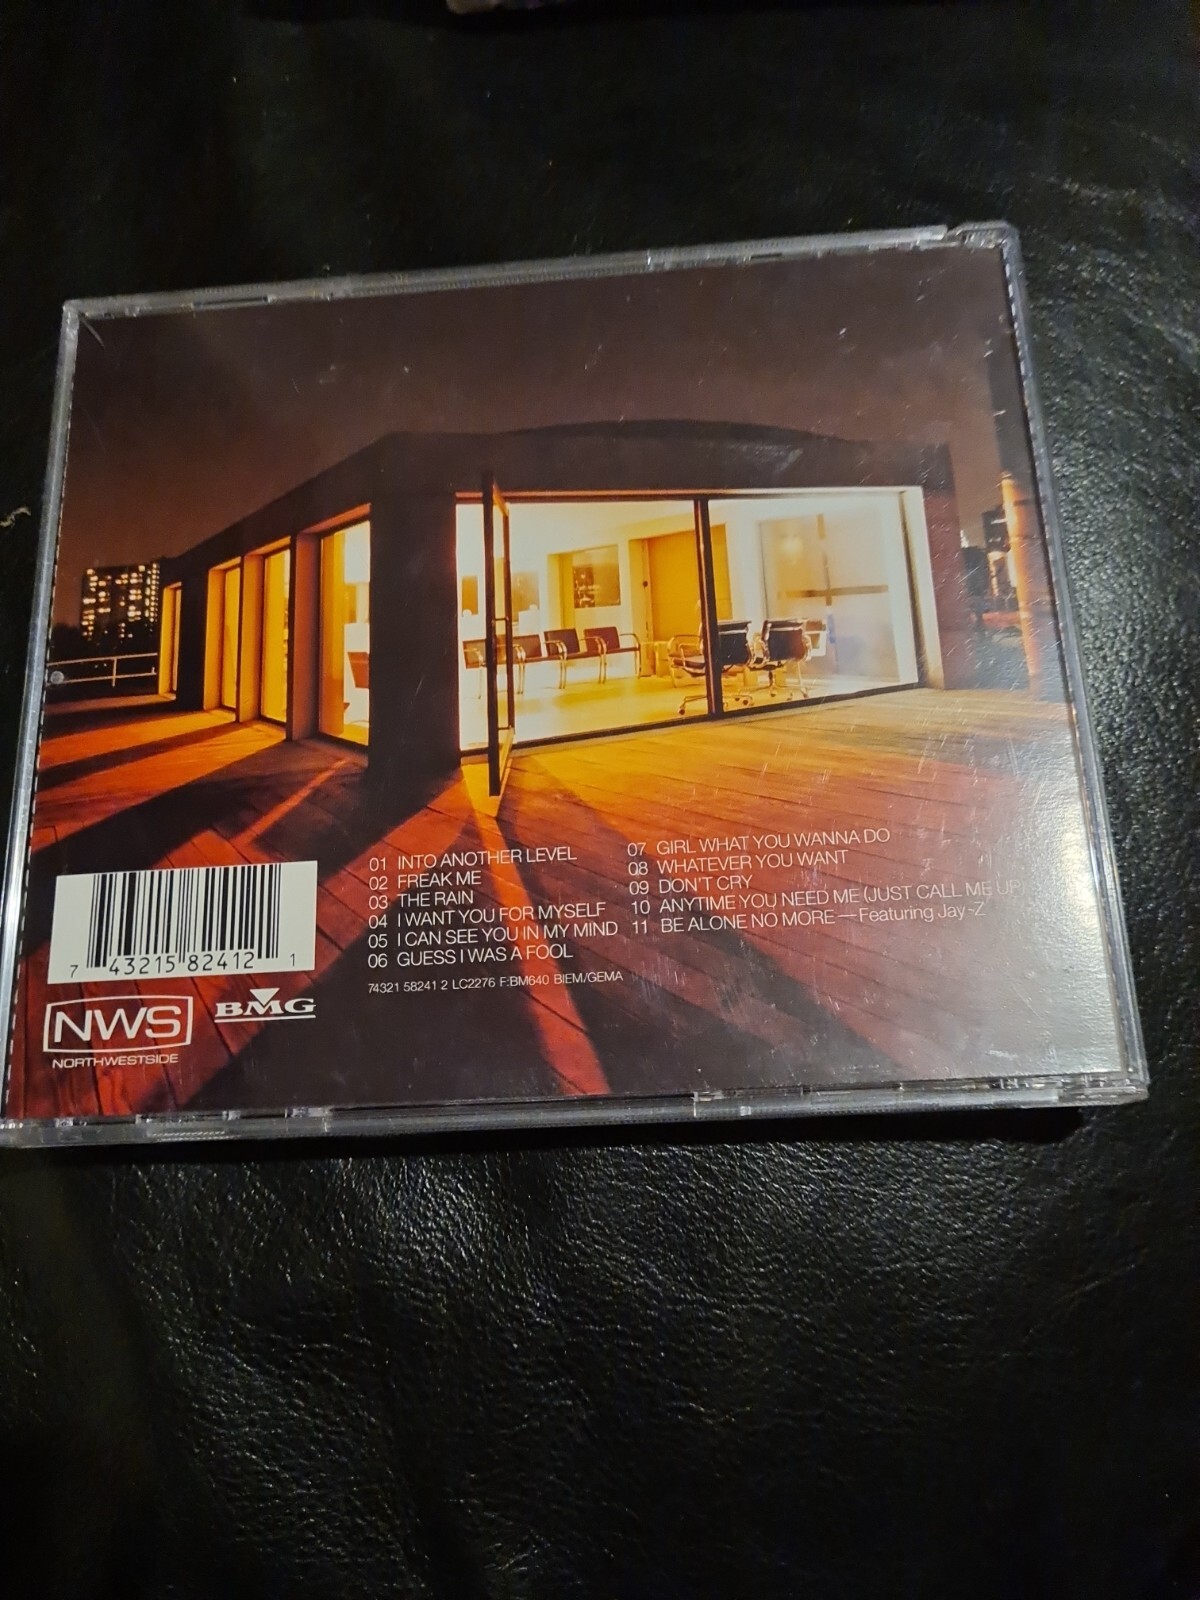 01 INTO ANOTHER LEVEL
02 FREAK ME
03 THE RAIN
04 I WANT YOU FOR MYSELF
05 I CAN SEE YOU IN MY MIND
06 GUESS I WAS A FOOL
07 GIRL WHAT YOU WANNA DO
08 WHATEVER YOU WANT
09 DON'T CRY
10 ANYTIME YOU NEED ME (JUST CALL ME UP)
11 BE ALONE NO MORE — Featuring Jay-Z
74321 58241 2 LC2276 F:BM640 BIEM/GEMA
7 43215 82412 1
NWS
NORTHWESTSIDE
BMG